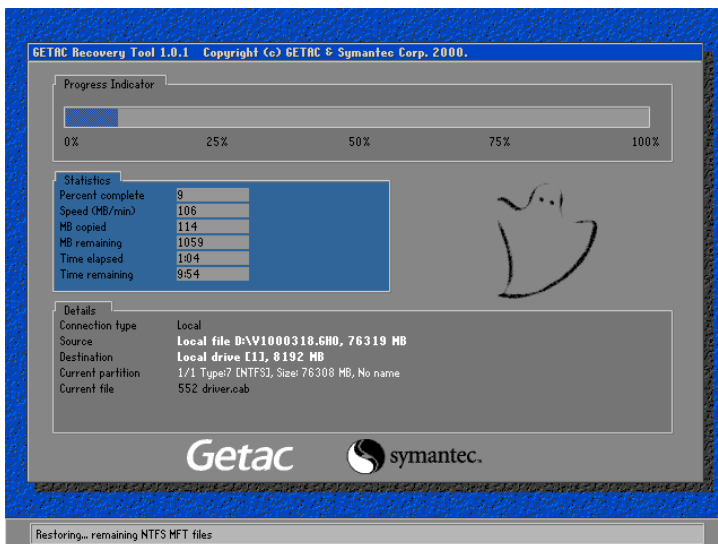 GETAC Recovery Tool 1.0.1 Copyright (c) GETAC & Symantec Corp. 2000.
Progress Indicator
0% 25% 50% 75% 100%
Statistics
Percent complete 9
Speed (MB/min) 106
MB copied 114
MB remaining 1059
Time elapsed 1:04
Time remaining 9:54
Details
Connection type Local
Source Local file D:\V1000318.GHO, 76319 MB
Destination Local drive [1], 8192 MB
Current partition 1/1 Type:7 [NTFS], Size: 76308 MB, No name
Current file 552 driver.cab
Getac symantec.
Restoring... remaining NTFS MFT files